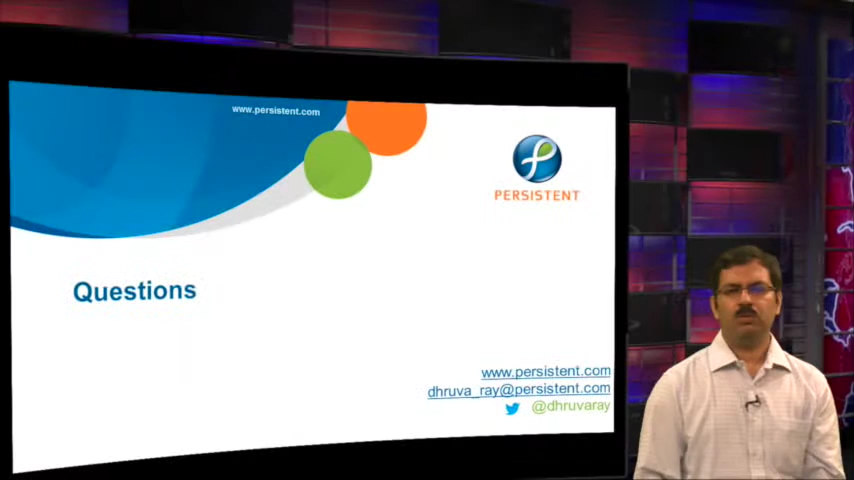 www.persistent.com
PERSISTENT
Questions
www.persistent.com
dhruva_ray@persistent.com
@dhruvaray